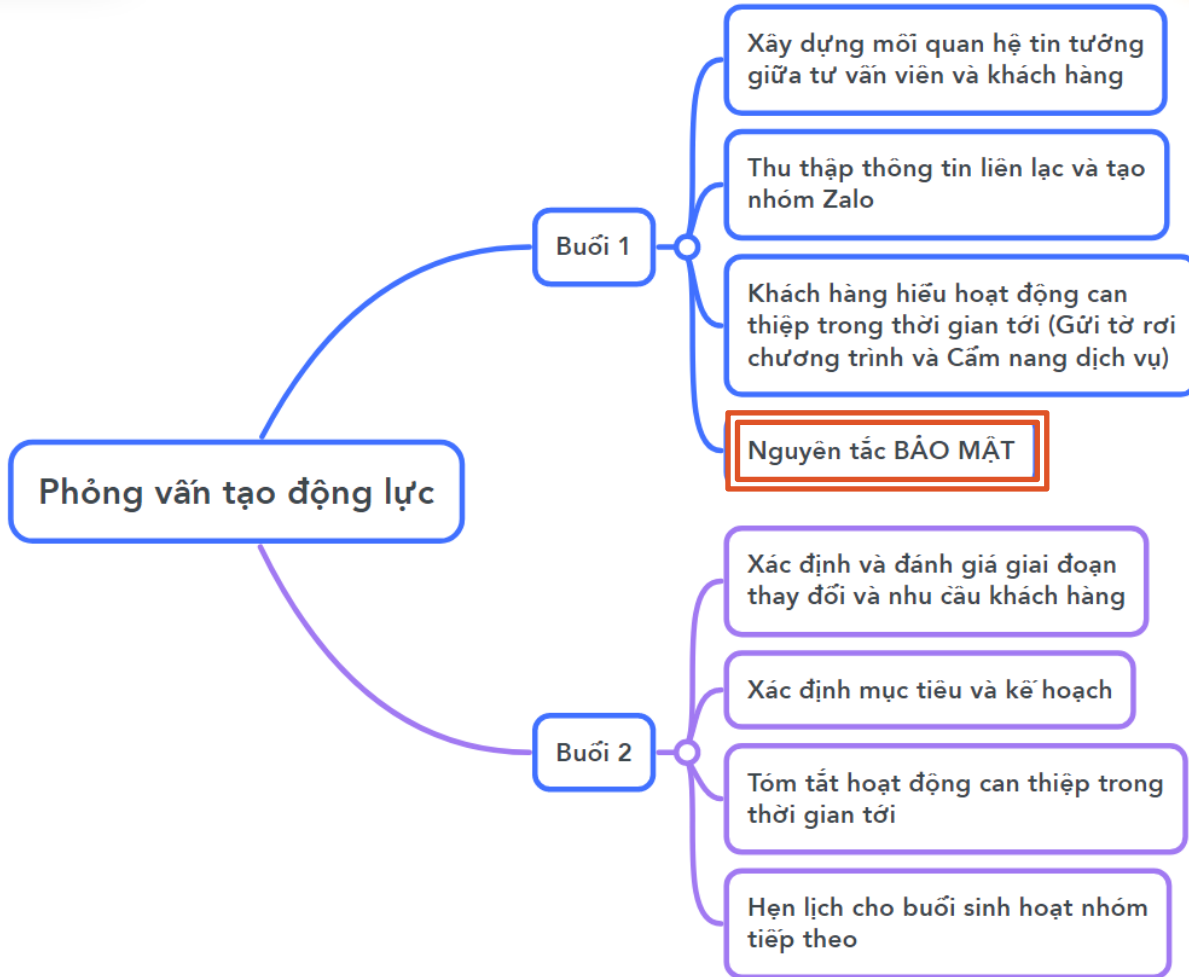 Xây dựng mối quan hệ tin tưởng
giữa tư vấn viên và khách hàng
Thu thập thông tin liên lạc và tạo
nhóm Zalo
Buổi 1
Khách hàng hiểu hoạt động can
thiệp trong thời gian tới (Gửi tờ rơi
chương trình và Cẩm nang dịch vụ)
Nguyên tắc BẢO MẬT
Phỏng vấn tạo động lực
Xác định và đánh giá giai đoạn
thay đổi và nhu cầu khách hàng
Xác định mục tiêu và kế hoạch
Buổi 2
Tóm tắt hoạt động can thiệp trong
thời gian tới
Hẹn lịch cho buổi sinh hoạt nhóm
tiếp theo